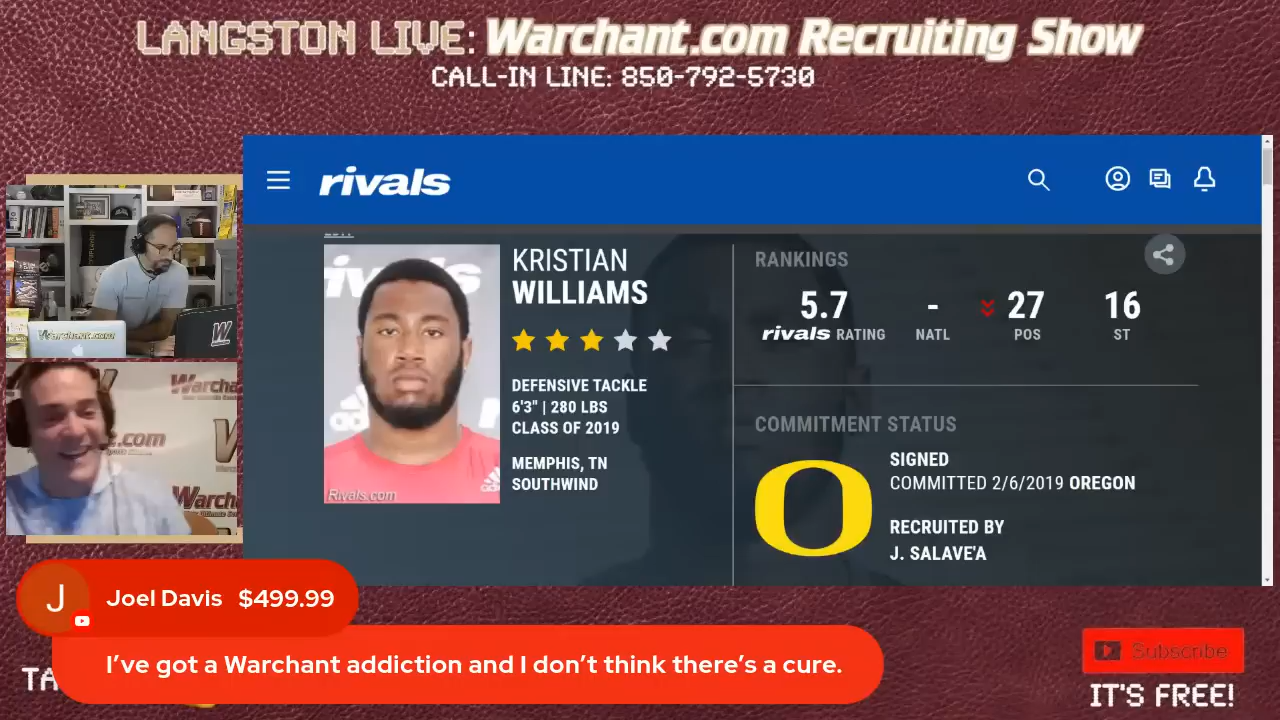 LANGSTON LIVE: Warchant.com Recruiting Show
CALL-IN LINE: 850-792-5730
rivals
KRISTIAN
WILLIAMS
DEFENSIVE TACKLE
6'3" | 280 LBS
CLASS OF 2019
MEMPHIS, TN
SOUTHWIND
Rivals.com
RANKINGS
5.7
rivals RATING
-
NATL
27
POS
16
ST
COMMITMENT STATUS
SIGNED
COMMITTED 2/6/2019 OREGON
RECRUITED BY
J. SALAVE'A
J
Joel Davis $499.99
I've got a Warchant addiction and I don't think there's a cure.
TA
Subscribe
IT'S FREE!